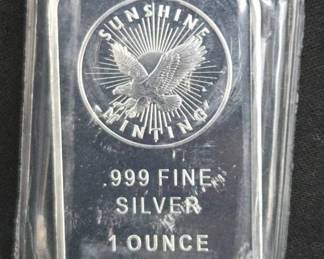 SUNSHINE
MINTING
.999 FINE
SILVER
1 OUNCE